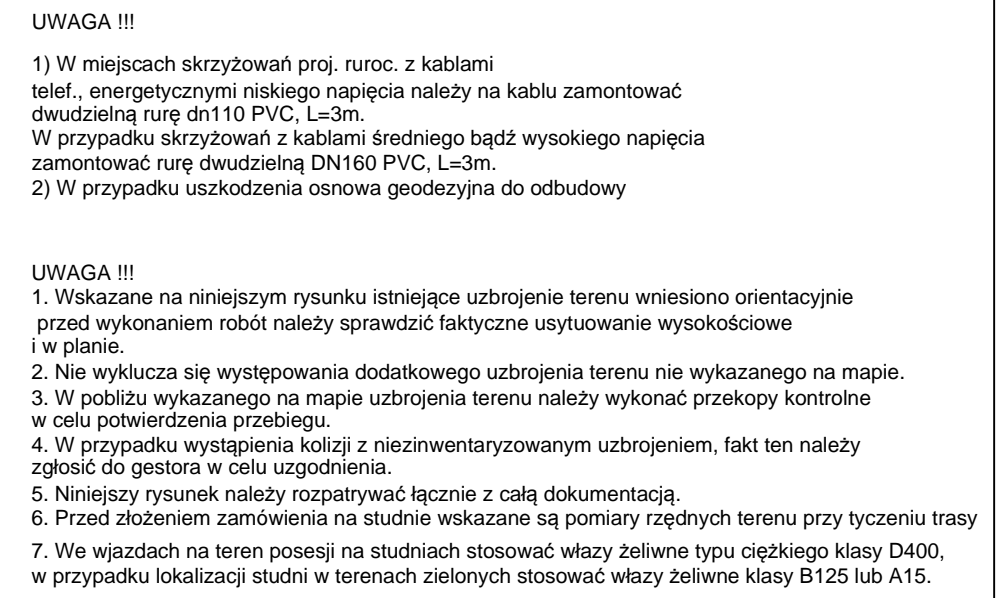 UWAGA !!!
1) W miejscach skrzyżowań proj. ruroc. z kablami
telef., energetycznymi niskiego napięcia należy na kablu zamontować
dwudzielną rurę dn110 PVC, L=3m.
W przypadku skrzyżowań z kablami średniego bądź wysokiego napięcia
zamontować rurę dwudzielną DN160 PVC, L=3m.
2) W przypadku uszkodzenia osnowa geodezyjna do odbudowy
UWAGA !!!
1. Wskazane na niniejszym rysunku istniejące uzbrojenie terenu wniesiono orientacyjnie
przed wykonaniem robót należy sprawdzić faktyczne usytuowanie wysokościowe
i w planie.
2. Nie wyklucza się występowania dodatkowego uzbrojenia terenu nie wykazanego na mapie.
3. W pobliżu wykazanego na mapie uzbrojenia terenu należy wykonać przekopy kontrolne
w celu potwierdzenia przebiegu.
4. W przypadku wystąpienia kolizji z niezinwentaryzowanym uzbrojeniem, fakt ten należy
zgłosić do gestora w celu uzgodnienia.
5. Niniejszy rysunek należy rozpatrywać łącznie z całą dokumentacją.
6. Przed złożeniem zamówienia na studnie wskazane są pomiary rzędnych terenu przy tyczeniu trasy
7. We wjazdach na teren posesji na studniach stosować włazy żeliwne typu ciężkiego klasy D400,
w przypadku lokalizacji studni w terenach zielonych stosować włazy żeliwne klasy B125 lub A15.